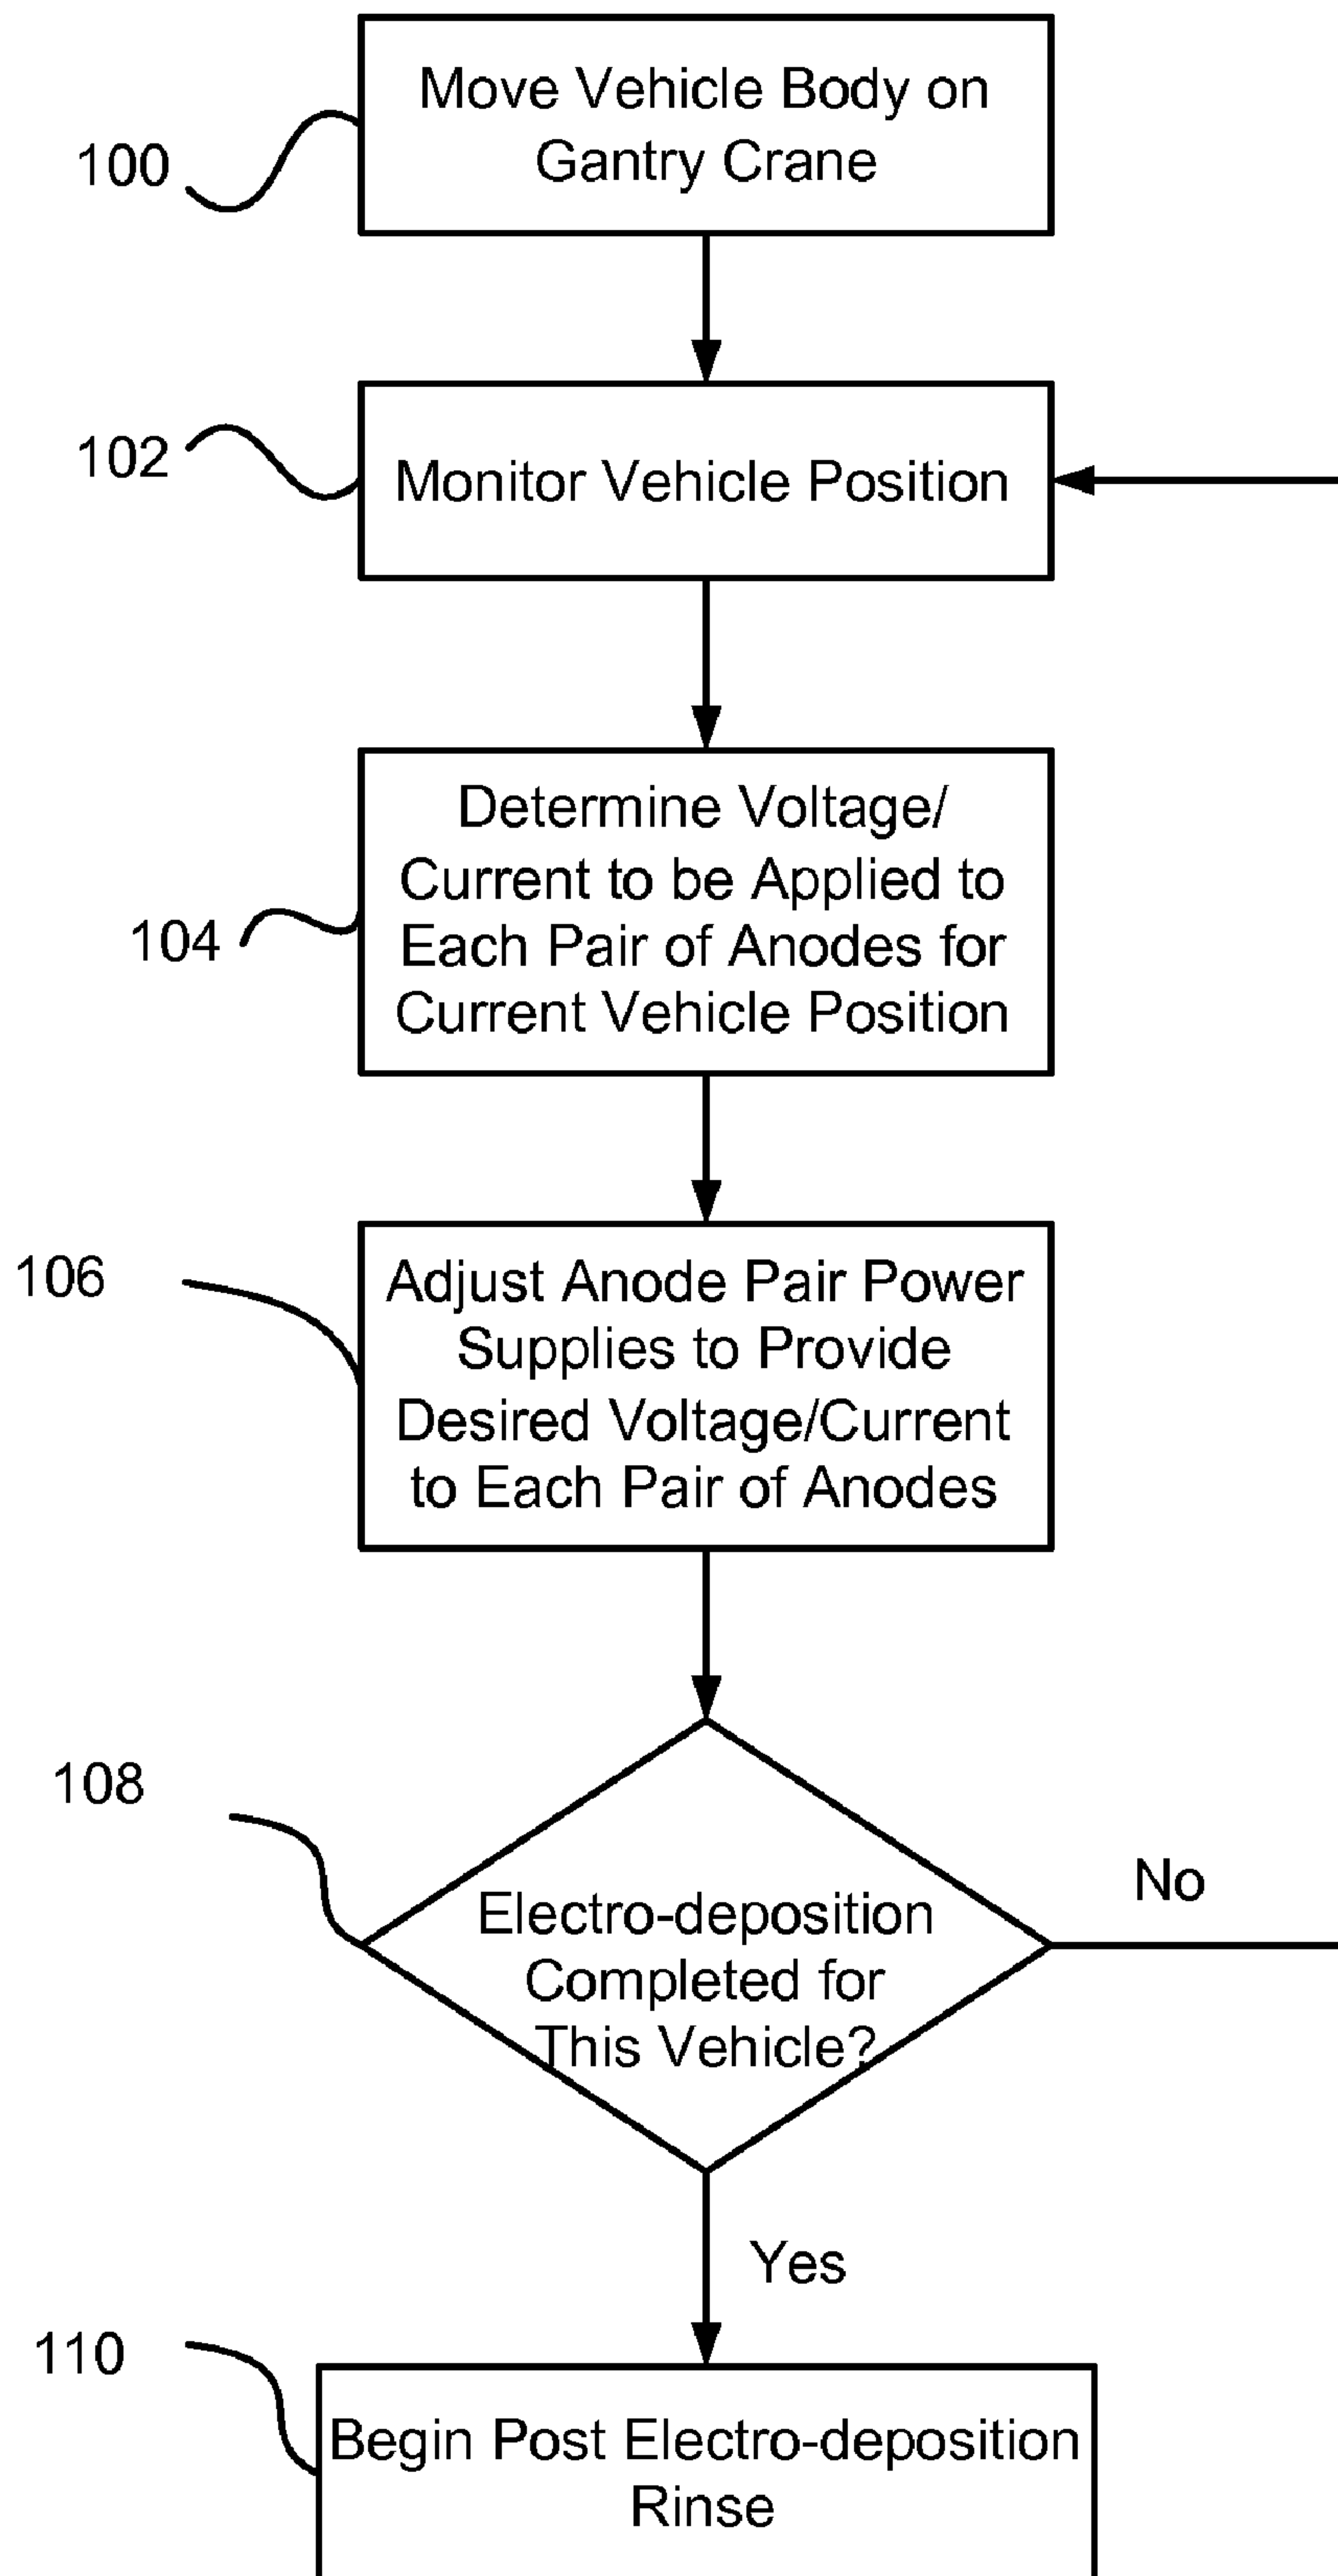 Move Vehicle Body on
Gantry Crane
100
102
Monitor Vehicle Position
Determine Voltage/
Current to be Applied to
Each Pair of Anodes for
Current Vehicle Position
104
106
Adjust Anode Pair Power
Supplies to Provide
Desired Voltage/Current
to Each Pair of Anodes
108
No
Electro-deposition
Completed for
This Vehicle?
Yes
110
Begin Post Electro-deposition
Rinse